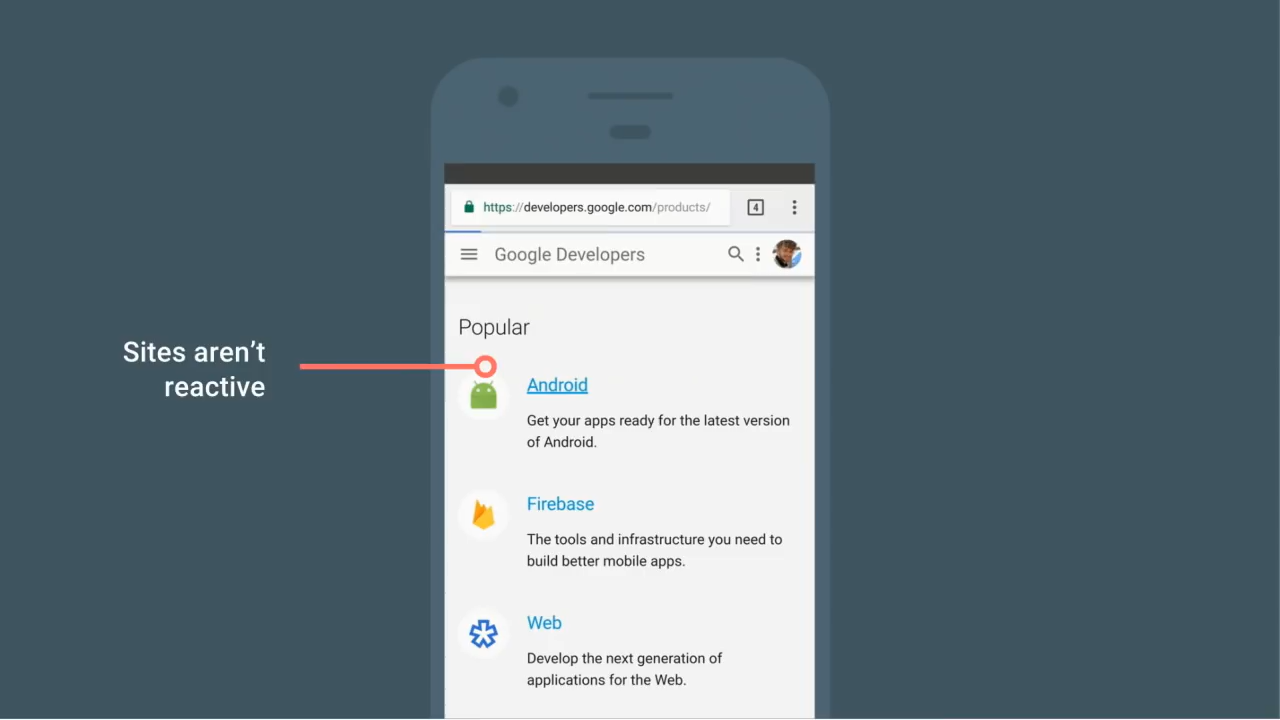 https://developers.google.com/products/
4
Google Developers
Popular
Sites aren’t
reactive
Android
Get your apps ready for the latest version
of Android.
Firebase
The tools and infrastructure you need to
build better mobile apps.
Web
Develop the next generation of
applications for the Web.